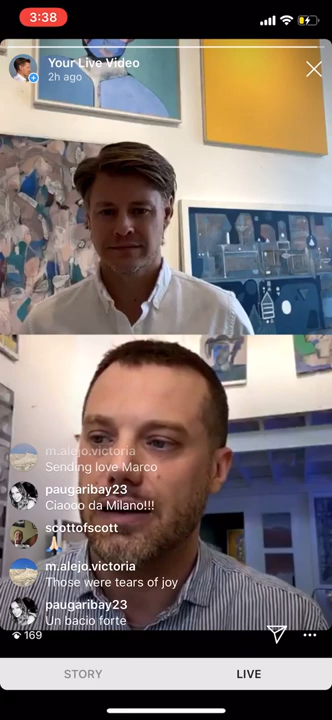 3:38
Your Live Video
2h ago
m.alejo.victoria
Sending love Marco
paugaribay23
Ciaooo da Milano!!!
scottofscott
🙏🏻
m.alejo.victoria
Those were tears of joy
paugaribay23
Un bacio forte
169
STORY
LIVE